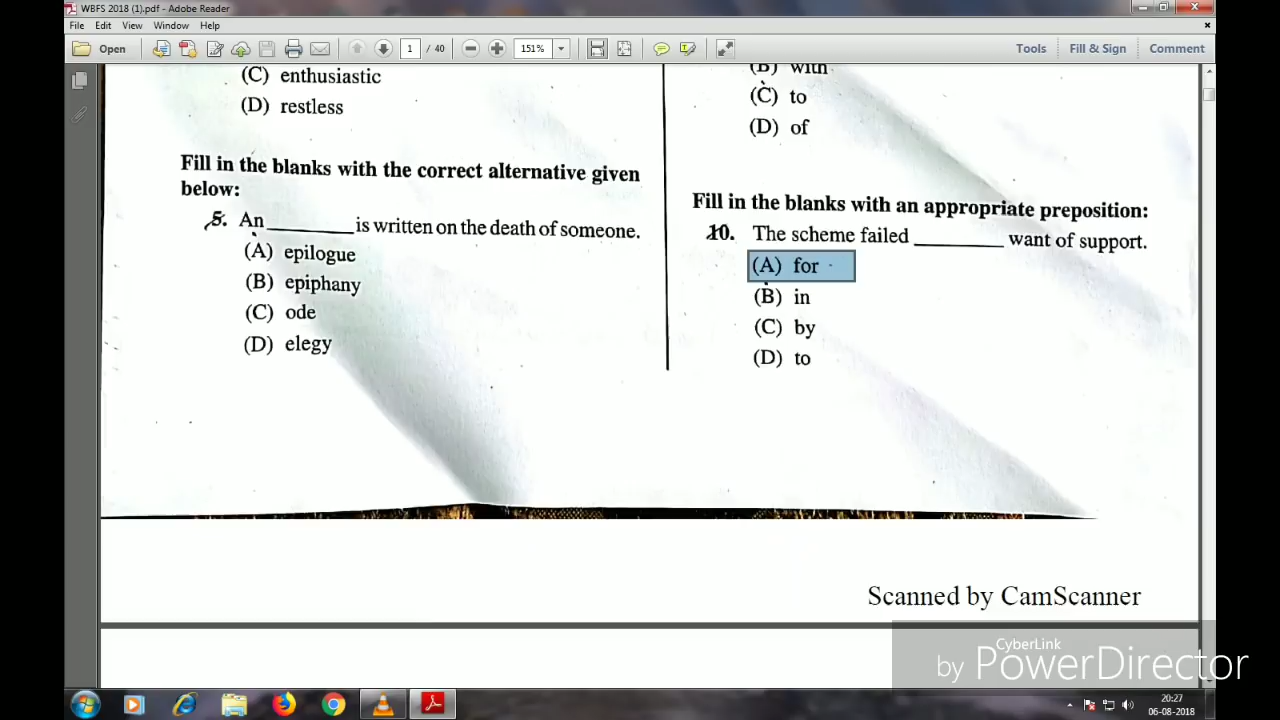 WBFS 2018 (1).pdf - Adobe Reader
File Edit View Window Help
Open 1 / 40 151% Tools Fill & Sign Comment
(C) enthusiastic
(D) restless
Fill in the blanks with the correct alternative given
below:
5. An ________ is written on the death of someone.
(A) epilogue
(B) epiphany
(C) ode
(D) elegy
(B) with
(C) to
(D) of
Fill in the blanks with an appropriate preposition:
10. The scheme failed ________ want of support.
(A) for
(B) in
(C) by
(D) to
Scanned by CamScanner
CyberLink
by PowerDirector
20:27
06-08-2018